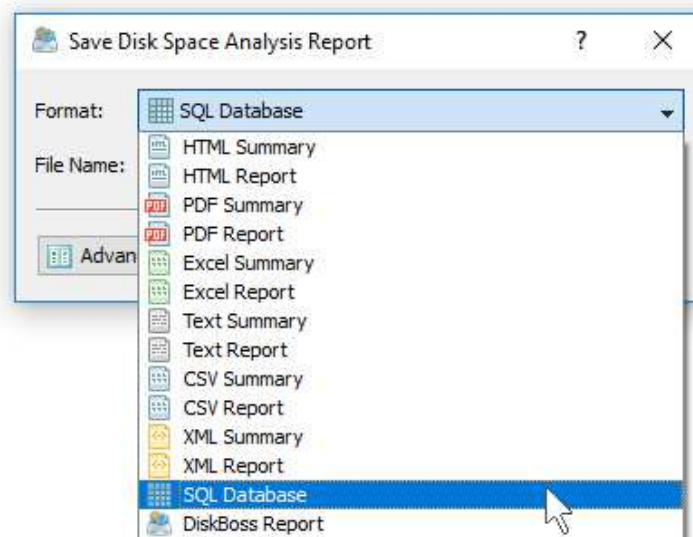 Save Disk Space Analysis Report ?
Format: SQL Database
HTML Summary
File Name: HTML Report
PDF Summary
PDF Report
Advan Excel Summary
Excel Report
Text Summary
Text Report
CSV Summary
CSV Report
XML Summary
XML Report
SQL Database
DiskBoss Report